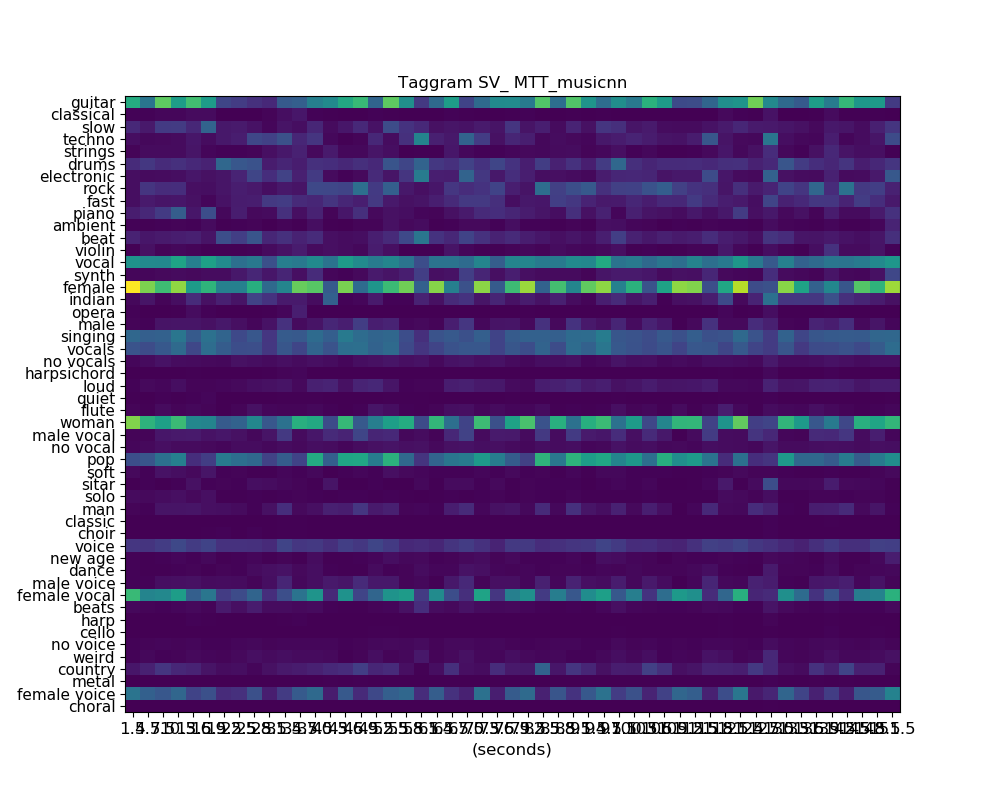 Taggram SV_ MTT_musicnn
guitar
classical
slow
techno
strings
drums
electronic
rock
fast
piano
ambient
beat
violin
vocal
synth
female
indian
opera
male
singing
vocals
no vocals
harpsichord
loud
quiet
flute
woman
male vocal
no vocal
pop
soft
sitar
solo
man
classic
choir
voice
new age
dance
male voice
female vocal
beats
harp
cello
no voice
weird
country
metal
female voice
choral
(seconds)